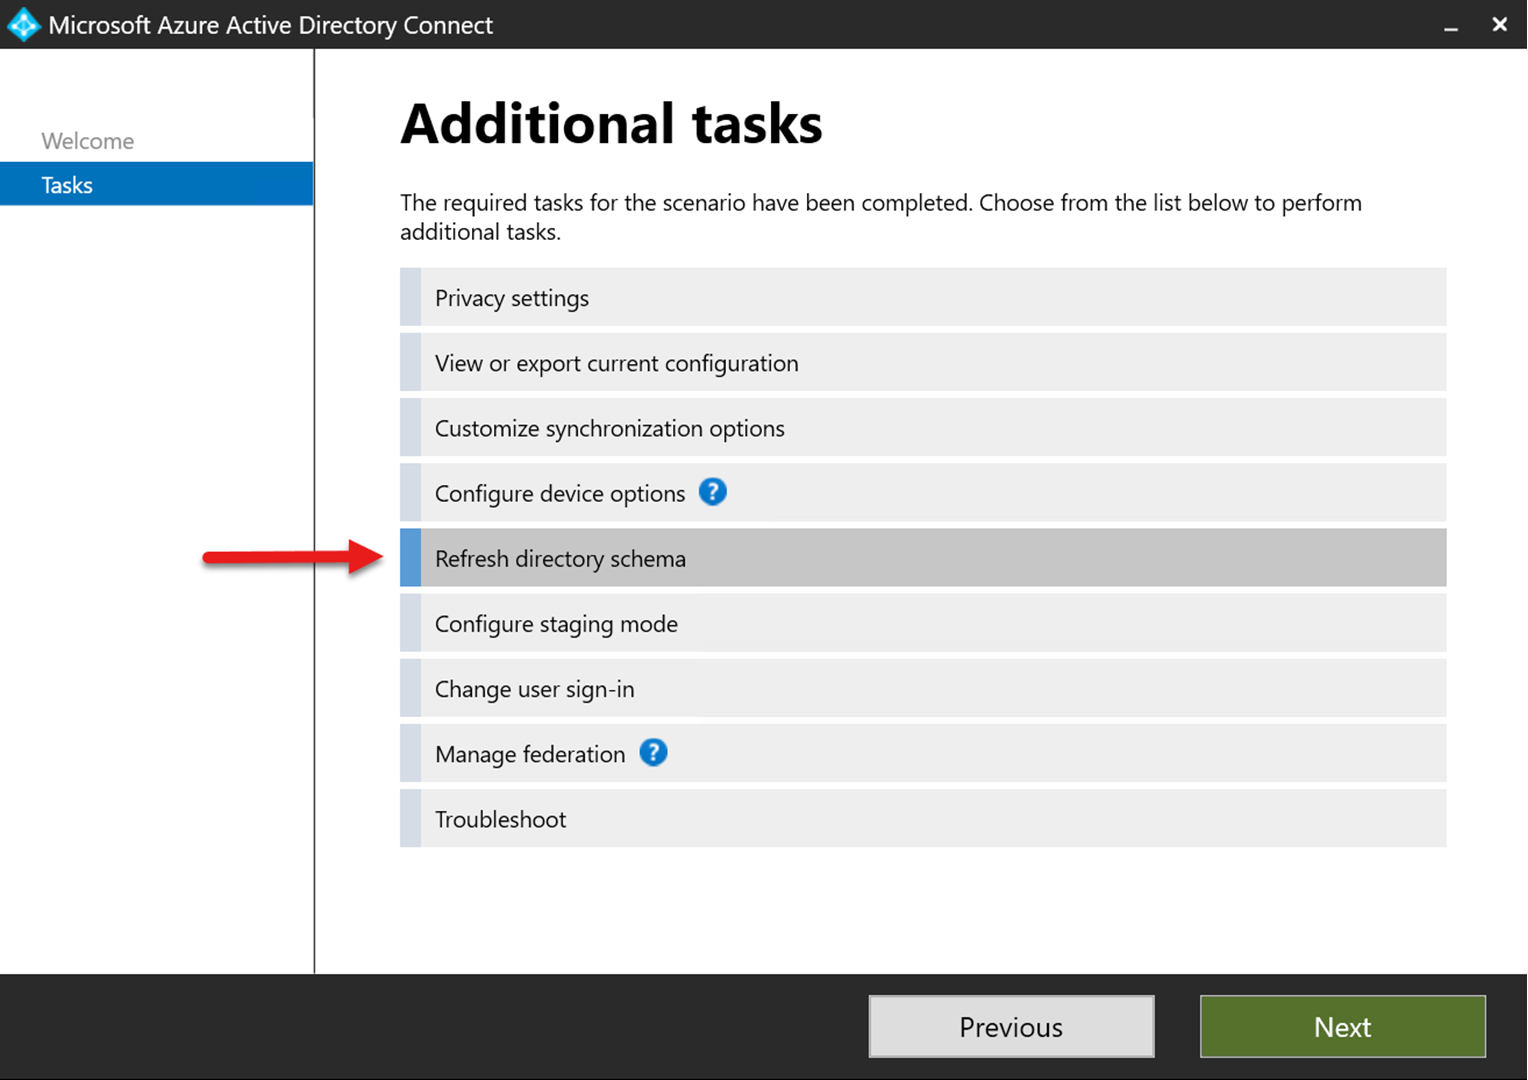 Microsoft Azure Active Directory Connect
Welcome
Tasks
Additional tasks
The required tasks for the scenario have been completed. Choose from the list below to perform
additional tasks.
Privacy settings
View or export current configuration
Customize synchronization options
Configure device options ?
Refresh directory schema
Configure staging mode
Change user sign-in
Manage federation ?
Troubleshoot
Previous
Next